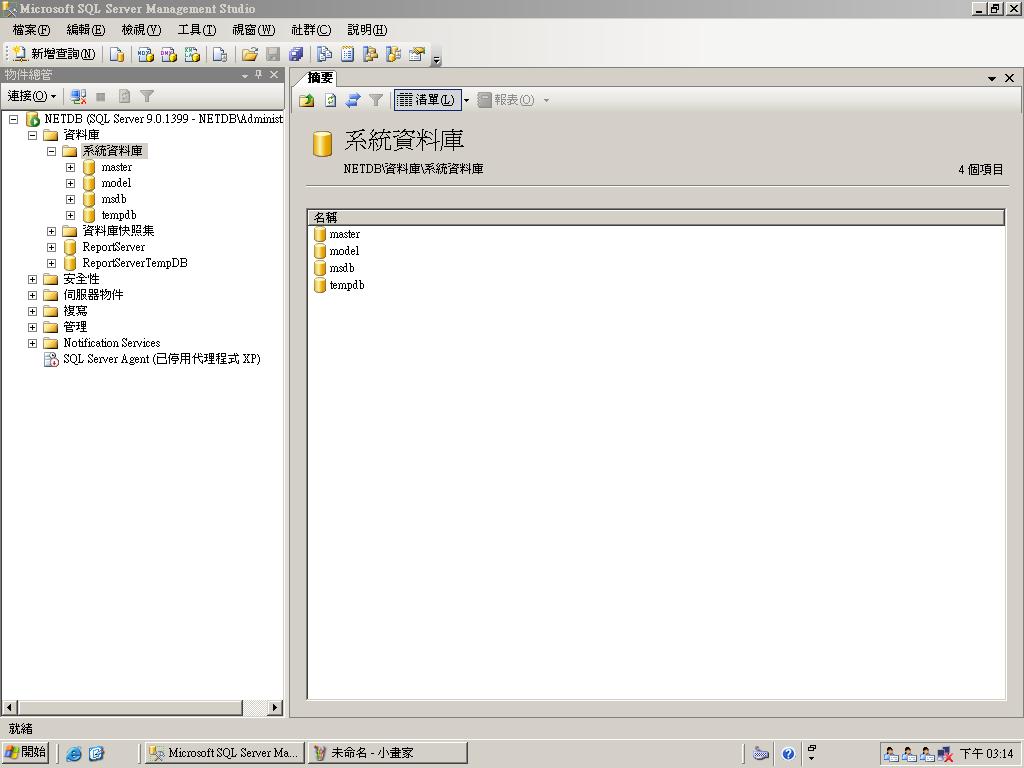 Microsoft SQL Server Management Studio
檔案(F) 編輯(E) 檢視(V) 工具(T) 視窗(W) 社群(C) 說明(H)
新增查詢(N)
物件總管
連接(O)
NETDB (SQL Server 9.0.1399 - NETDB\Administ
資料庫
系統資料庫
master
model
msdb
tempdb
資料庫快照集
ReportServer
ReportServerTempDB
安全性
伺服器物件
複寫
管理
Notification Services
SQL Server Agent (已停用代理程式 XP)
摘要
清單(L) 報表(O)
系統資料庫
NETDB\資料庫\系統資料庫
4 個項目
名稱
master
model
msdb
tempdb
就緒
開始 Microsoft SQL Server Ma... 未命名 - 小畫家 下午 03:14